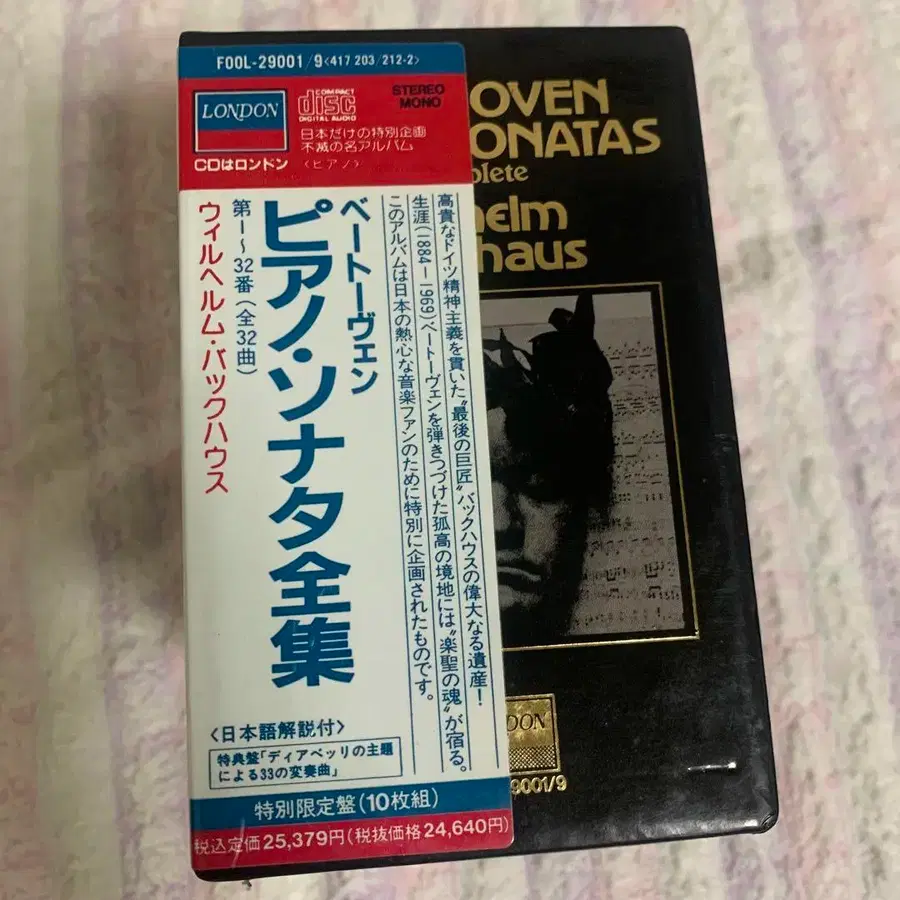 FOOL-29001/9<417 203/212-2>
LONDON
CDはロンドン
COMPACT
disc
DIGITAL AUDIO
STEREO
MONO
日本だけの特別企画
不滅の名アルバム
〈ピアノ〉
高貴なドイツ精神主義を貫いた“最後の巨匠”バックハウスの偉大なる遺産!
生涯(1884-1969)ベートーヴェンを弾きつづけた孤高の境地には“楽聖の魂”が宿る。
このアルバムは日本の熱心な音楽ファンのために特別に企画されたものです。
ベートーヴェン
ピアノ・ソナタ全集
第1~32番(全32曲)
ウィルヘルム・バックハウス
〈日本語解説付〉
特典盤「ディアベッリの主題
による33の変奏曲」
特別限定盤(10枚組)
税込定価25,379円(税抜価格24,640円)
OVEN
ONATAS
plete
helm
haus
DON
9001/9